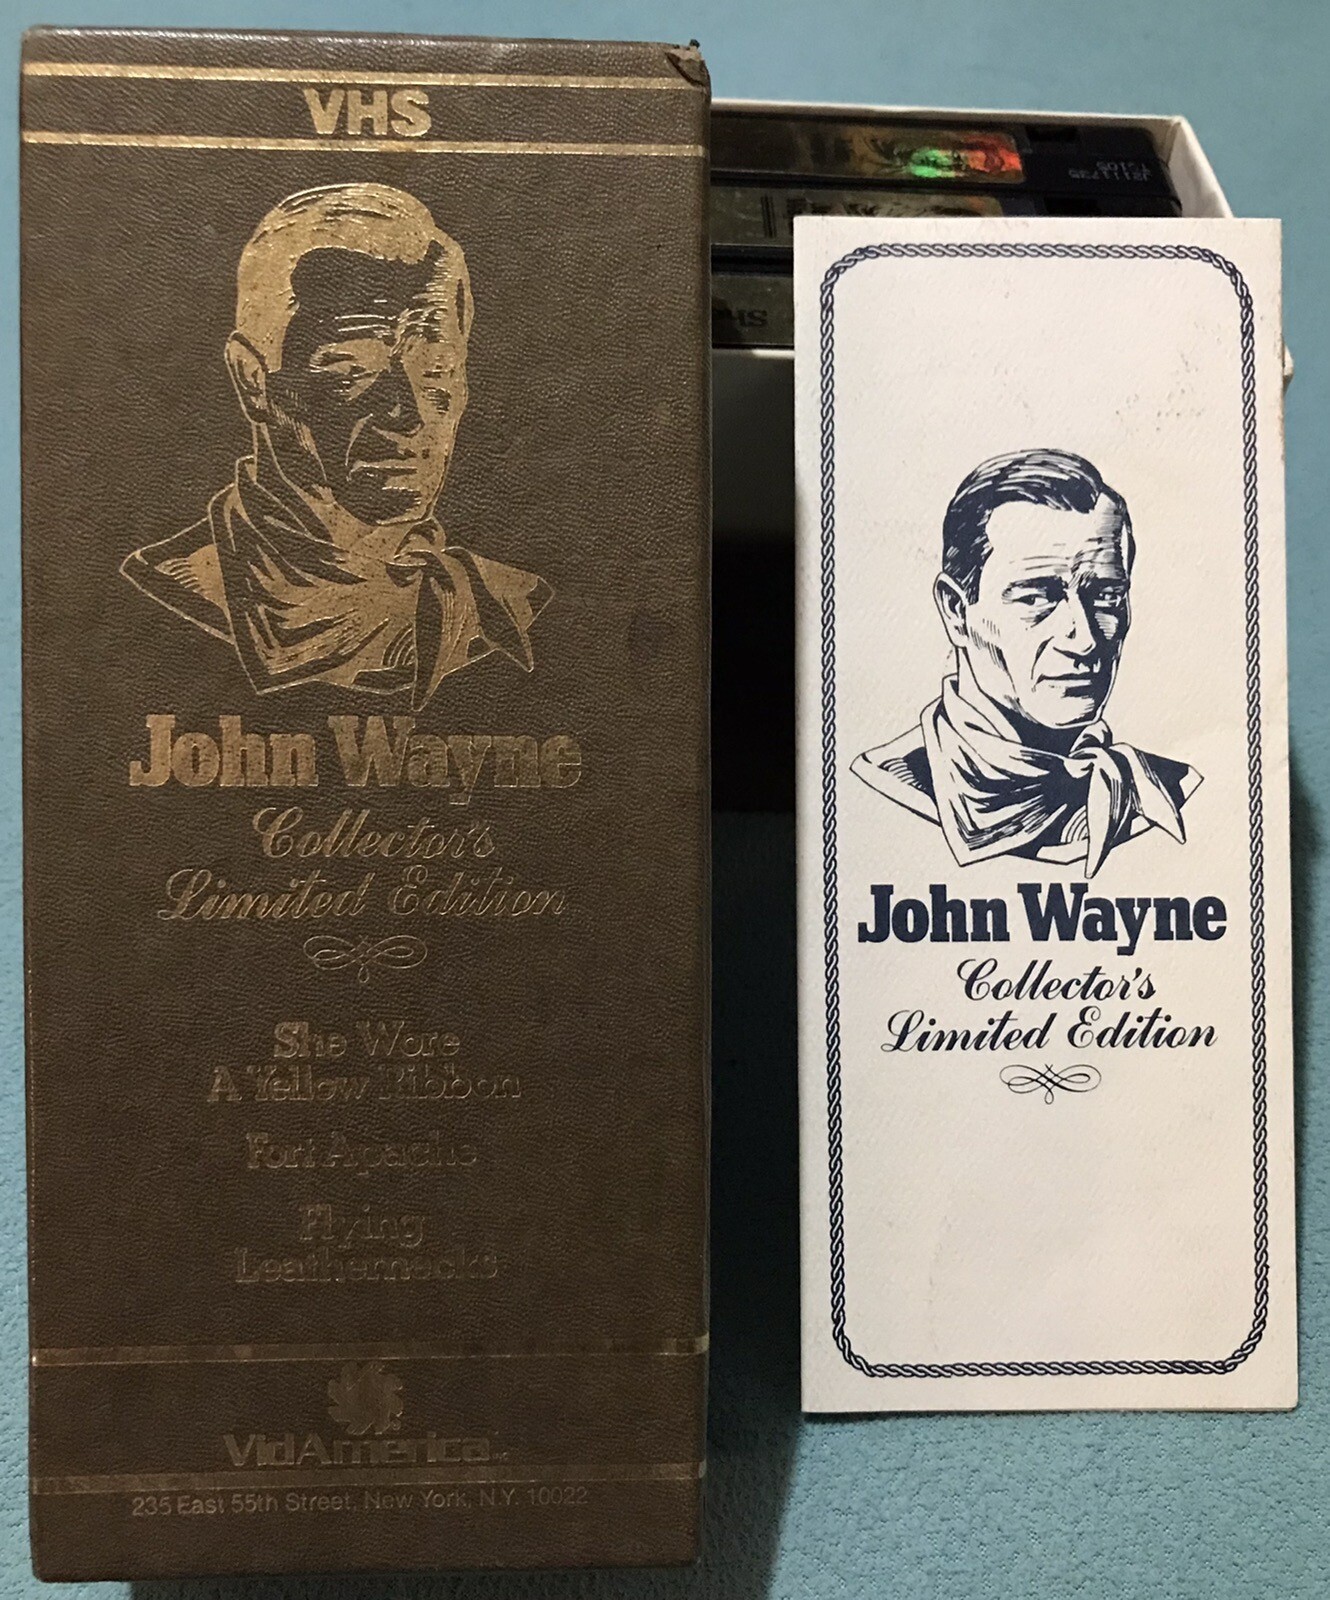 VHS
John Wayne
Collector's
Limited Edition
She Wore
A Yellow Ribbon
Fort Apache
Flying
Leathernecks
VidAmerica
235 East 55th Street, New York, N.Y. 10022
T-105
John Wayne
Collector's
Limited Edition